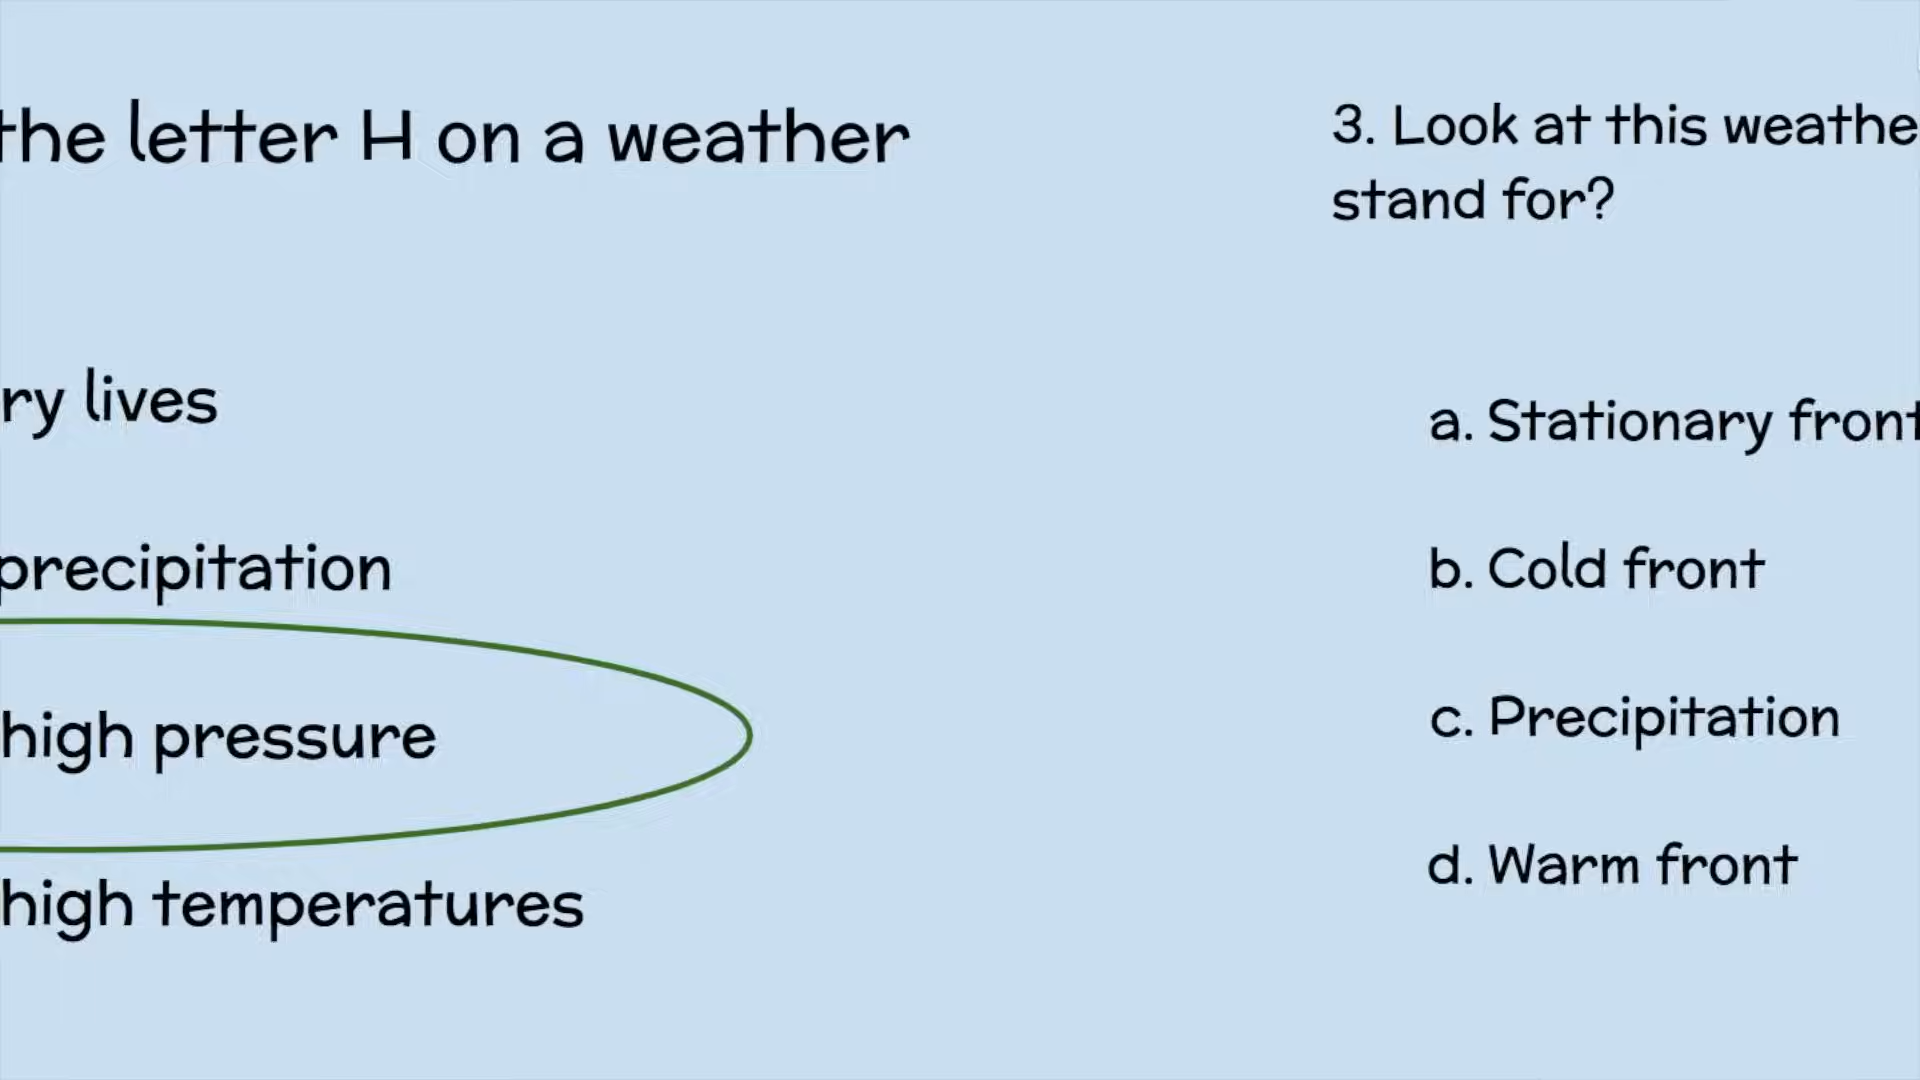 the letter H on a weather
ry lives
precipitation
high pressure
high temperatures
3. Look at this weathe
stand for?
a. Stationary front
b. Cold front
c. Precipitation
d. Warm front